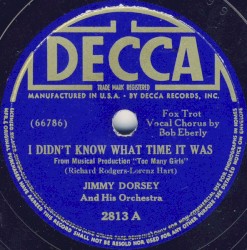 DECCA
TRADE MARK REGISTERED
MANUFACTURED IN U.S.A. • BY DECCA RECORDS, INC.
(66786)
Fox Trot
Vocal Chorus by
Bob Eberly
I DIDN'T KNOW WHAT TIME IT WAS
From Musical Production "Too Many Girls"
(Richard Rodgers-Lorenz Hart)
JIMMY DORSEY
And His Orchestra
2813 A